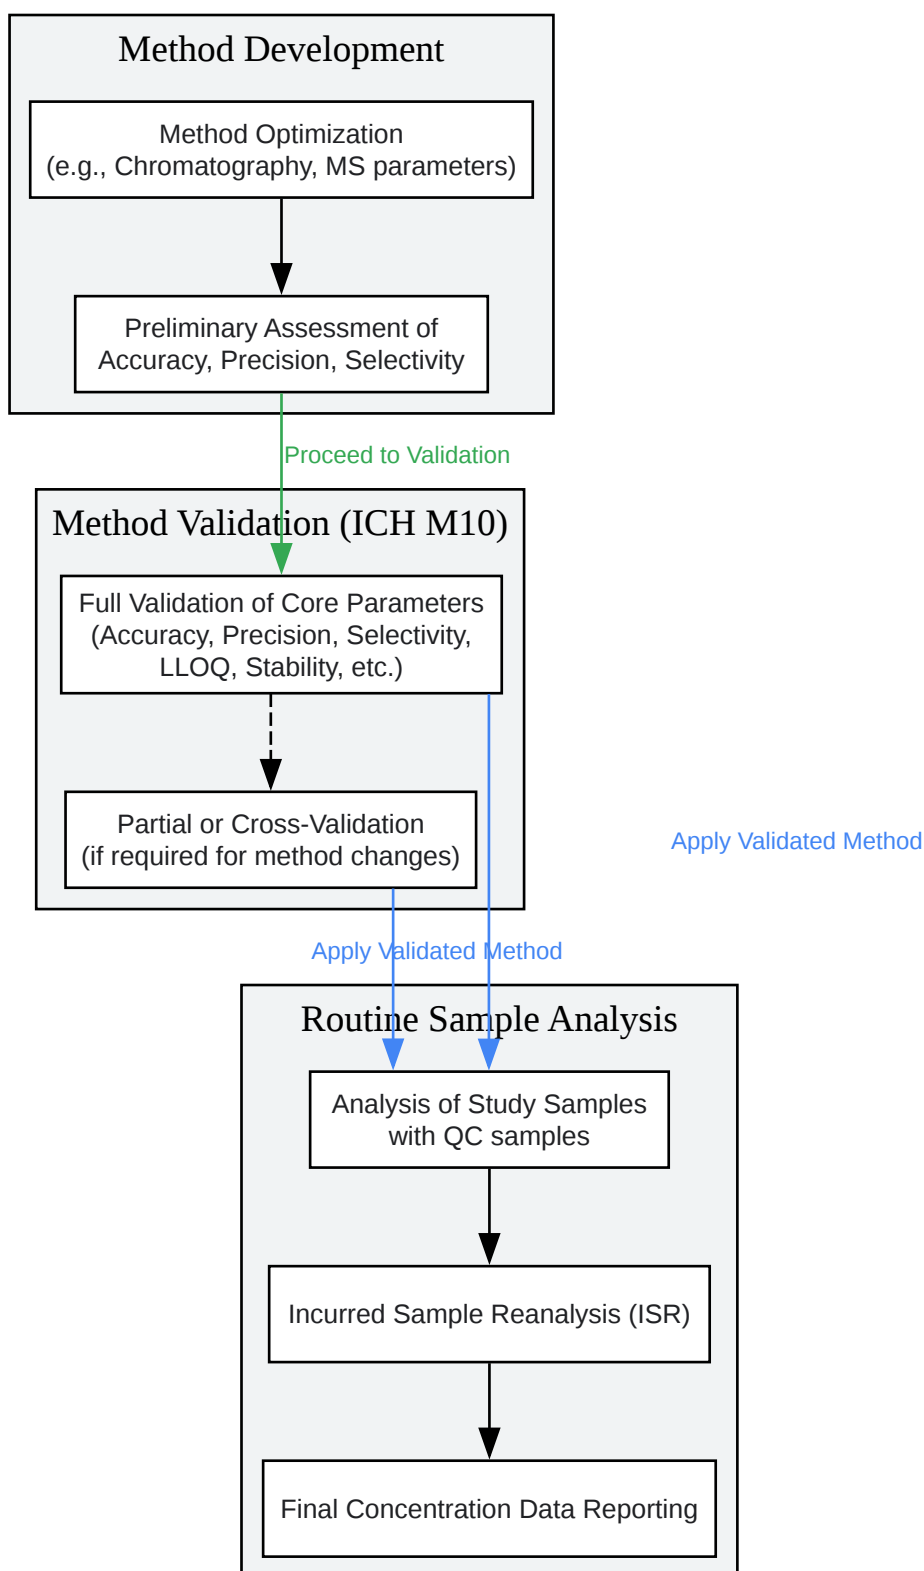 Method Development
Method Optimization
(e.g., Chromatography, MS parameters)
Preliminary Assessment of
Accuracy, Precision, Selectivity
Proceed to Validation
Method Validation (ICH M10)
Full Validation of Core Parameters
(Accuracy, Precision, Selectivity,
LLOQ, Stability, etc.)
Partial or Cross-Validation
(if required for method changes)
Apply Validated Method
Apply Validated Method
Routine Sample Analysis
Analysis of Study Samples
with QC samples
Incurred Sample Reanalysis (ISR)
Final Concentration Data Reporting